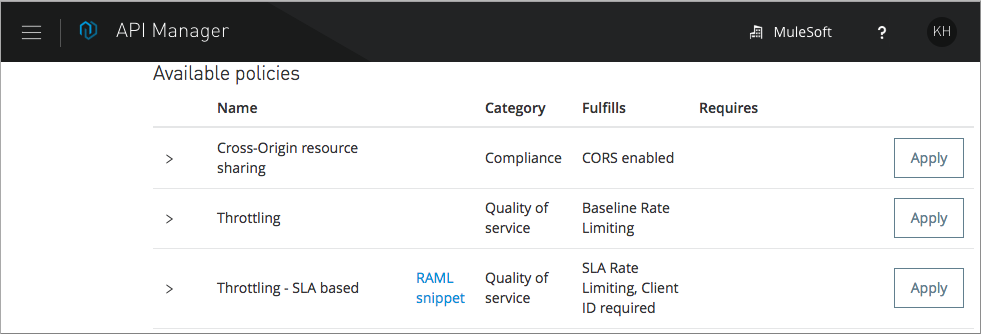 API Manager
MuleSoft
?
KH
Available policies
Name Category Fulfills Requires
Cross-Origin resource
sharing
Compliance
CORS enabled
Apply
Throttling
Quality of
service
Baseline Rate
Limiting
Apply
Throttling - SLA based
RAML
snippet
Quality of
service
SLA Rate
Limiting, Client
ID required
Apply